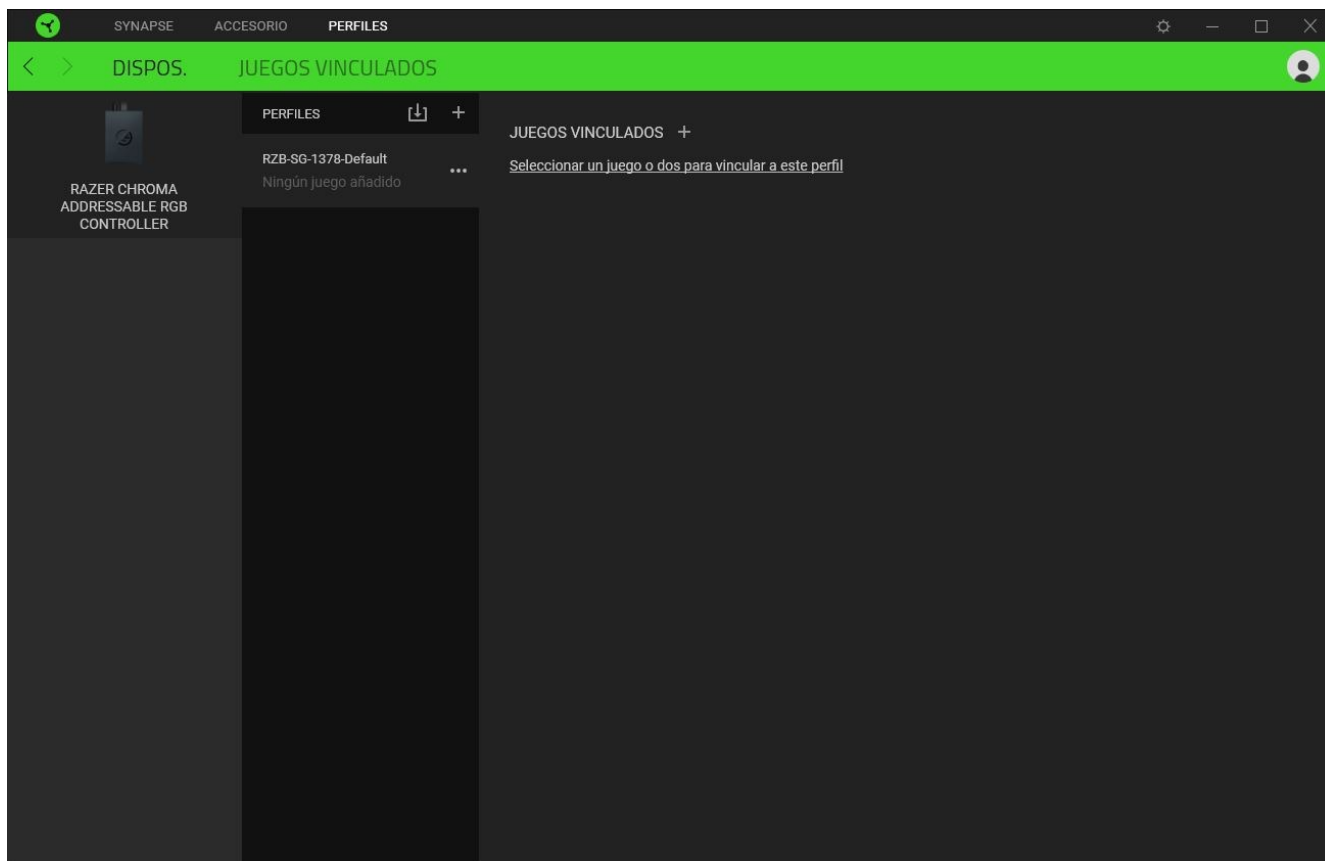 SYNAPSE ACCESORIO PERFILES
DISPOS. JUEGOS VINCULADOS
RAZER CHROMA
ADDRESSABLE RGB
CONTROLLER
PERFILES
RZB-SG-1378-Default
Ningún juego añadido
JUEGOS VINCULADOS
Seleccionar un juego o dos para vincular a este perfil